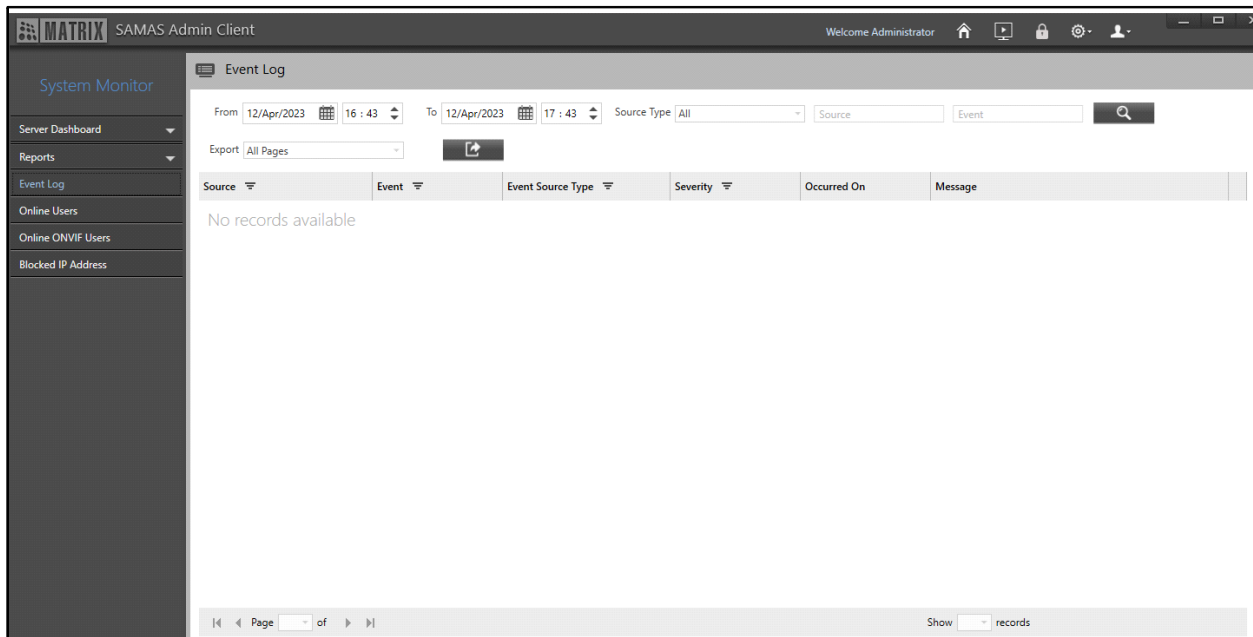 MATRIX SAMAS Admin Client Welcome Administrator
System Monitor
Server Dashboard
Reports
Event Log
Online Users
Online ONVIF Users
Blocked IP Address
Event Log
From 12/Apr/2023 16 : 43 To 12/Apr/2023 17 : 43 Source Type All Source Event
Export All Pages
Source Event Event Source Type Severity Occurred On Message
No records available
Page of Show records